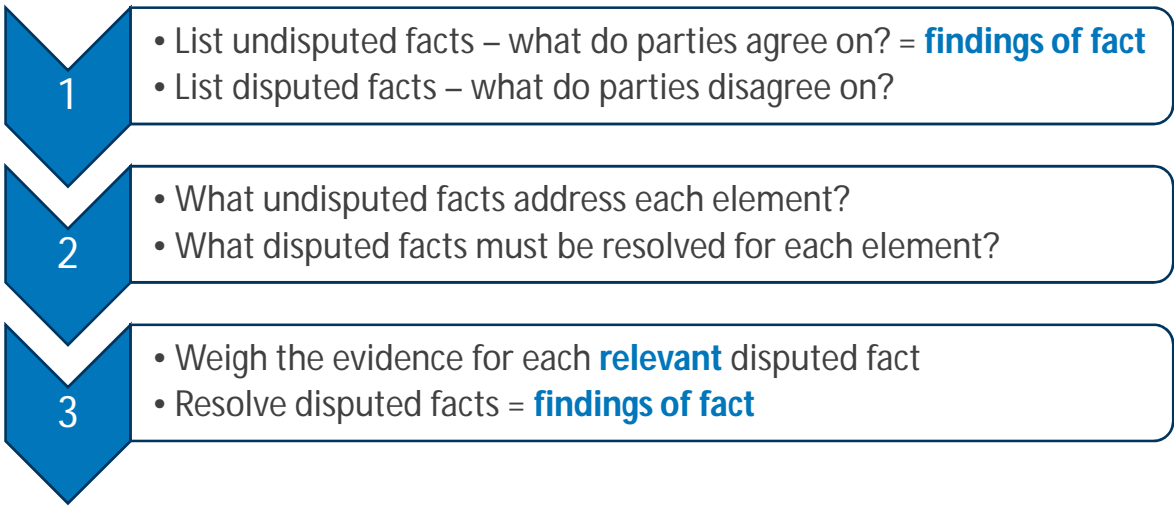 1
• List undisputed facts – what do parties agree on? = findings of fact
• List disputed facts – what do parties disagree on?
2
• What undisputed facts address each element?
• What disputed facts must be resolved for each element?
3
• Weigh the evidence for each relevant disputed fact
• Resolve disputed facts = findings of fact